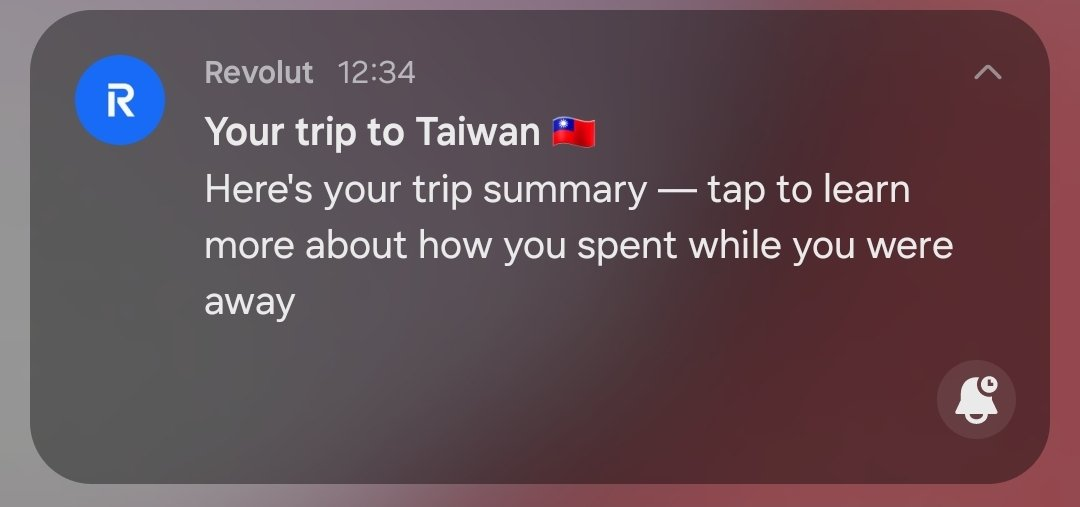 Revolut 12:34
Your trip to Taiwan 🇹🇼
Here's your trip summary — tap to learn
more about how you spent while you were
away